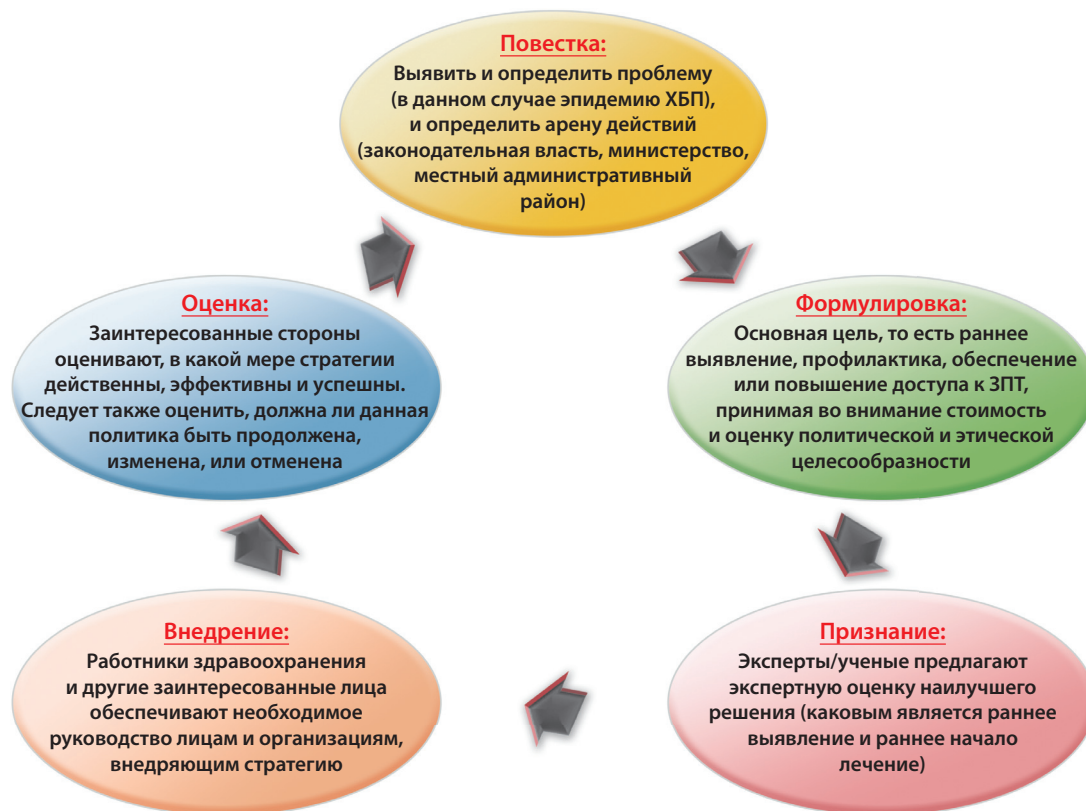 Повестка:
Выявить и определить проблему
(в данном случае эпидемию ХБП),
и определить арену действий
(законодательная власть, министерство,
местный административный
район)
Формулировка:
Основная цель, то есть раннее
выявление, профилактика, обеспечение
или повышение доступа к ЗПТ,
принимая во внимание стоимость
и оценку политической и этической
целесообразности
Признание:
Эксперты/ученые предлагают
экспертную оценку наилучшего
решения (каковым является раннее
выявление и раннее начало
лечение)
Внедрение:
Работники здравоохранения
и другие заинтересованные лица
обеспечивают необходимое
руководство лицам и организациям,
внедряющим стратегию
Оценка:
Заинтересованные стороны
оценивают, в какой мере стратегии
действенны, эффективны и успешны.
Следует также оценить, должна ли данная
политика быть продолжена,
изменена, или отменена